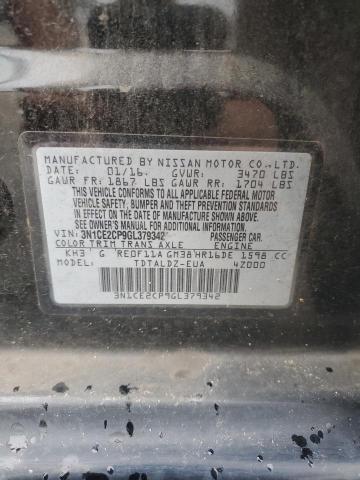 MANUFACTURED BY NISSAN MOTOR CO., LTD.
DATE: 01/16. GVWR: 3470 LBS
GAWR FR: 1867 LBS GAWR RR: 1704 LBS
THIS VEHICLE CONFORMS TO ALL APPLICABLE
FEDERAL MOTOR VEHICLE SAFETY,
BUMPER, AND THEFT PREVENTION STANDARDS
IN EFFECT ON THE DATE OF MANUFACTURE SHOWN ABOVE.
SEE OWNER'S MANUAL FOR ADDITIONAL INFORMATION.
VIN: 3N1CE2CP9GL379342 PASSENGER CAR.
COLOR TRIM TRANS AXLE ENGINE
KH3 G RE0F11A GM38 HR16DE 1598 CC
MODEL: TDTALDZ-EUA 4Z000
3N1CE2CP9GL379342